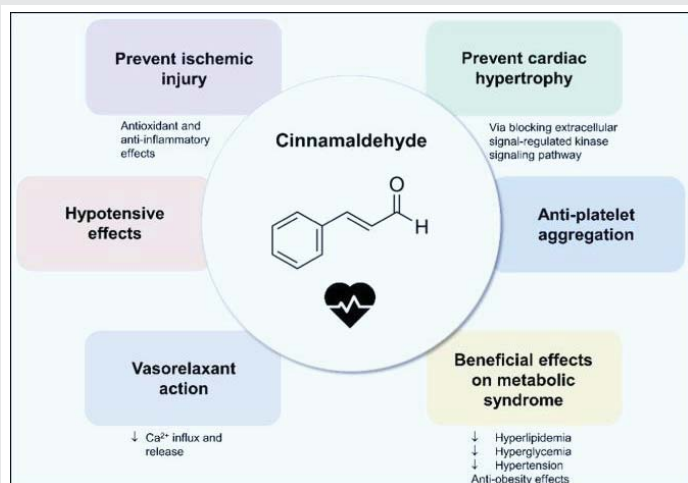 Prevent ischemic
injury
Antioxidant and
anti-inflammatory
effects
Prevent cardiac
hypertrophy
Via blocking extracellular
signal-regulated kinase
signaling pathway
Cinnamaldehyde
O
H
Hypotensive
effects
Anti-platelet
aggregation
Vasorelaxant
action
↓ Ca²⁺ influx and
release
Beneficial effects
on metabolic
syndrome
↓ Hyperlipidemia
↓ Hyperglycemia
↓ Hypertension
Anti-obesity effects